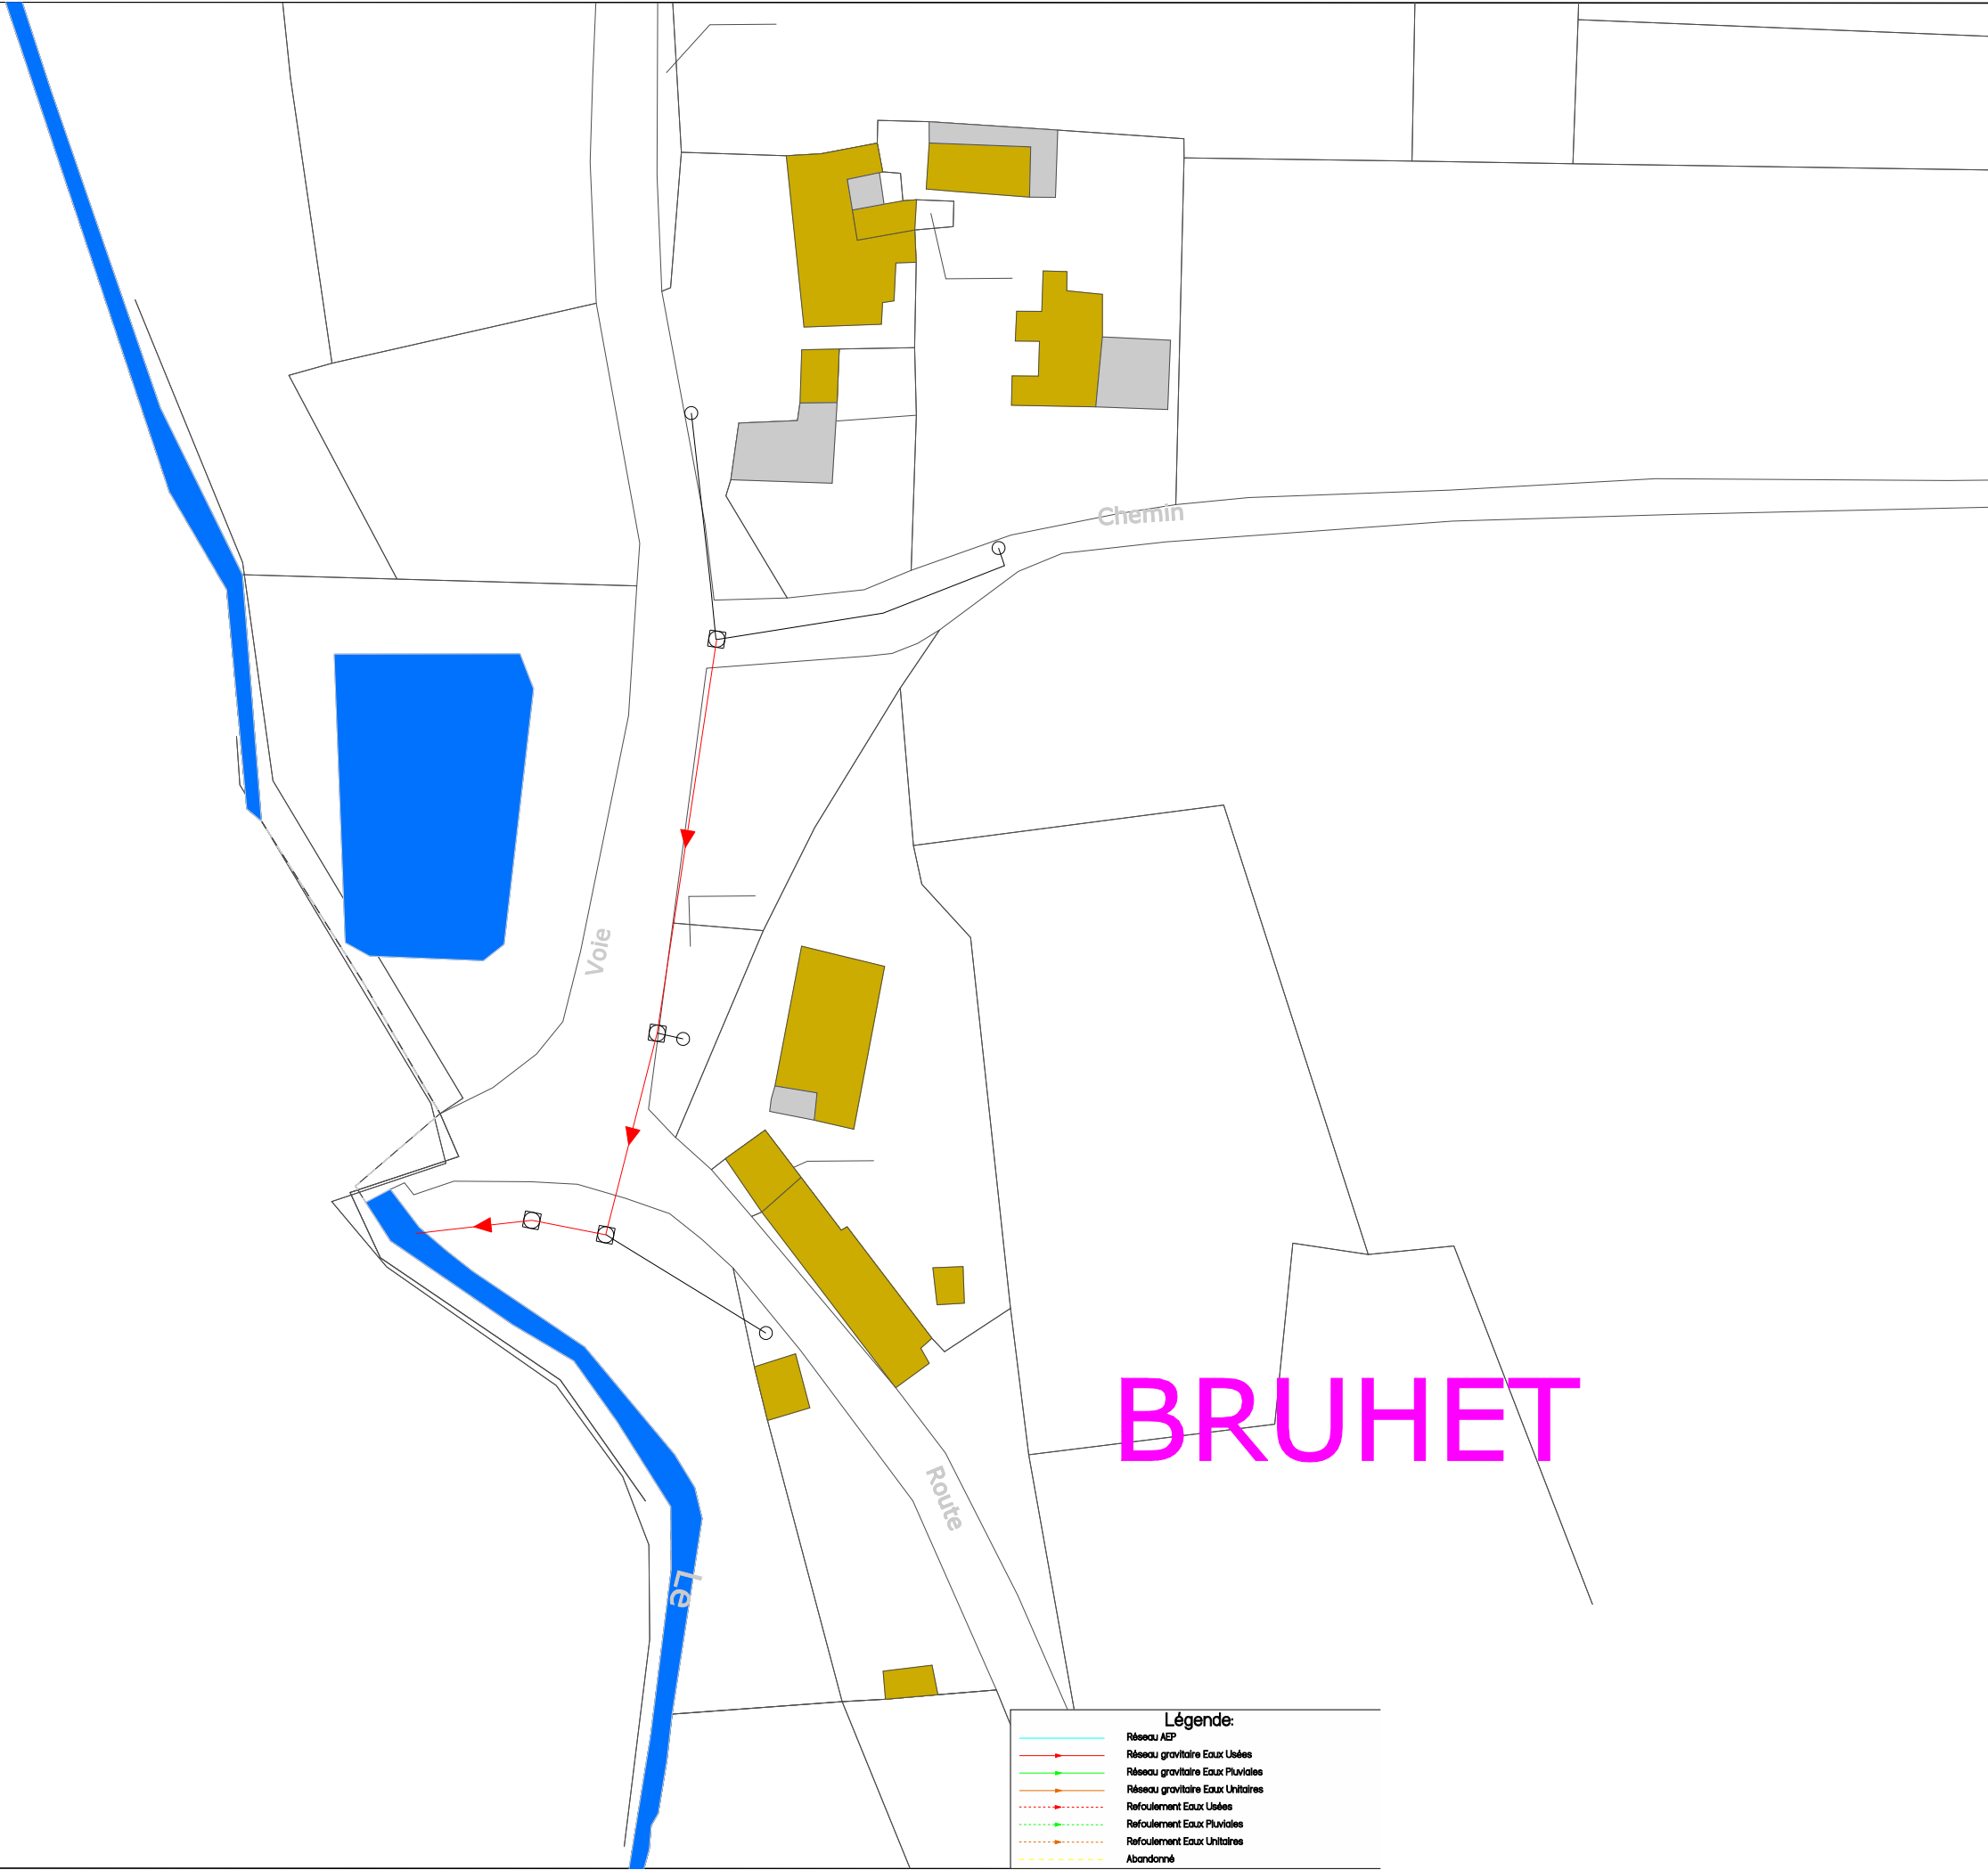 Chemin
Voie
BRUHET
Route
Le
Légende:
Réseau AEP
Réseau gravitaire Eaux Usées
Réseau gravitaire Eaux Pluviales
Réseau gravitaire Eaux Unitaires
Refoulement Eaux Usées
Refoulement Eaux Pluviales
Refoulement Eaux Unitaires
Abandonné